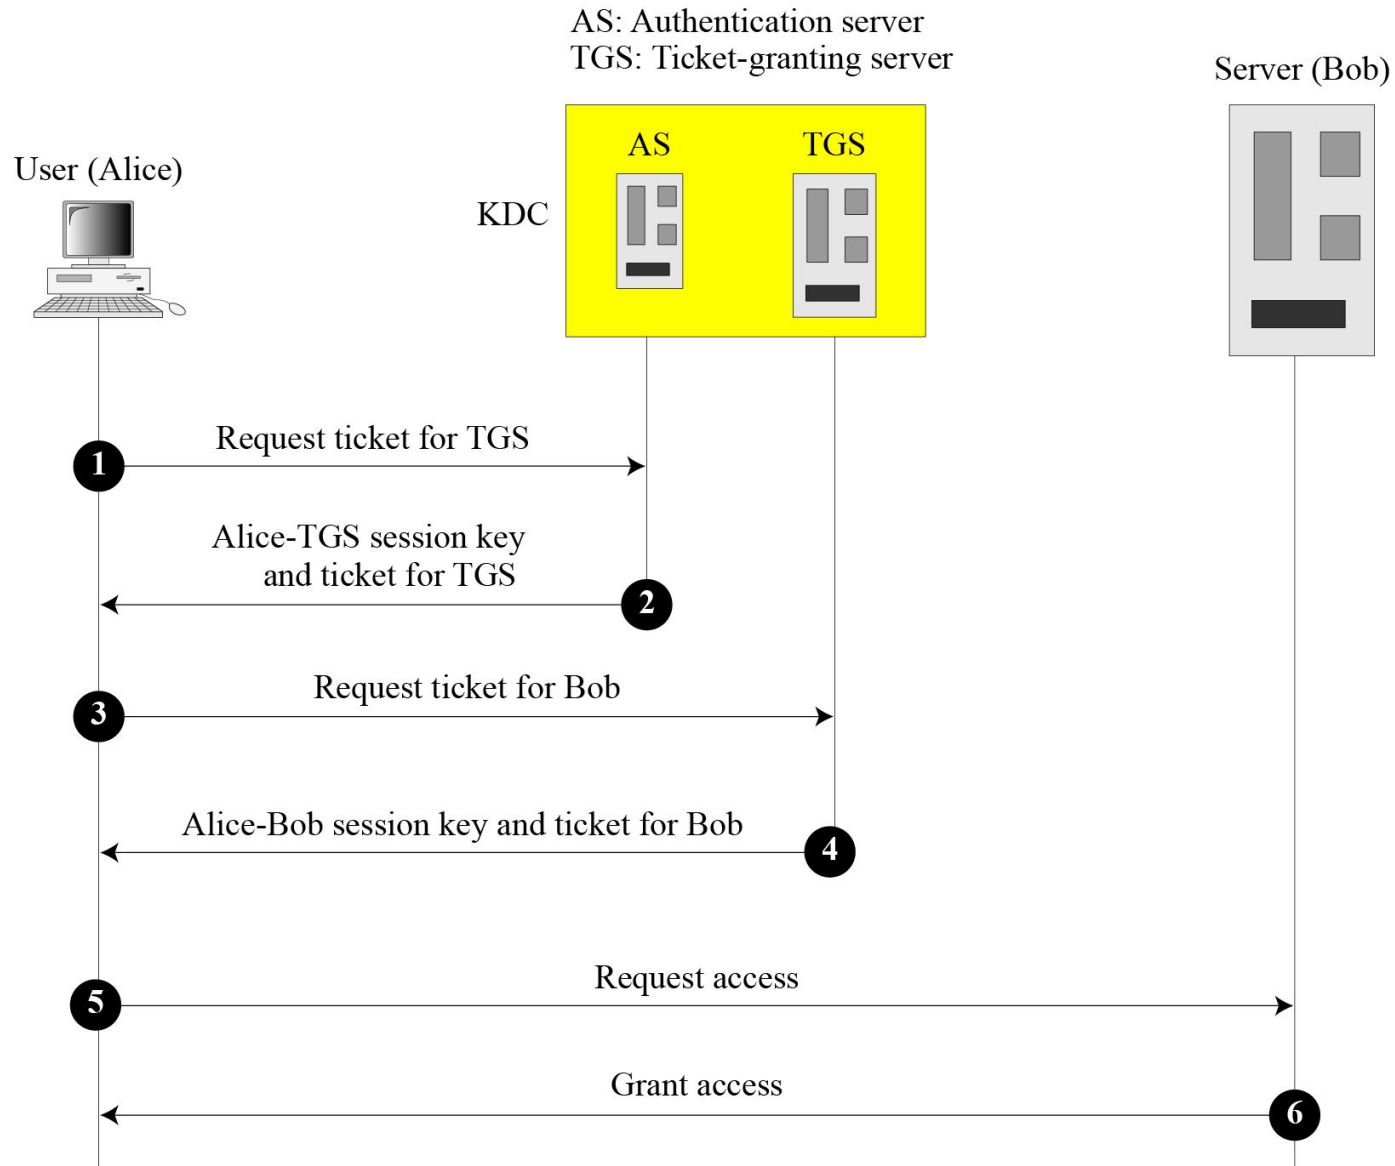 AS: Authentication server
TGS: Ticket-granting server
Server (Bob)
User (Alice)
KDC
AS
TGS
Request ticket for TGS
1
Alice-TGS session key
and ticket for TGS
2
Request ticket for Bob
3
Alice-Bob session key and ticket for Bob
4
Request access
5
Grant access
6